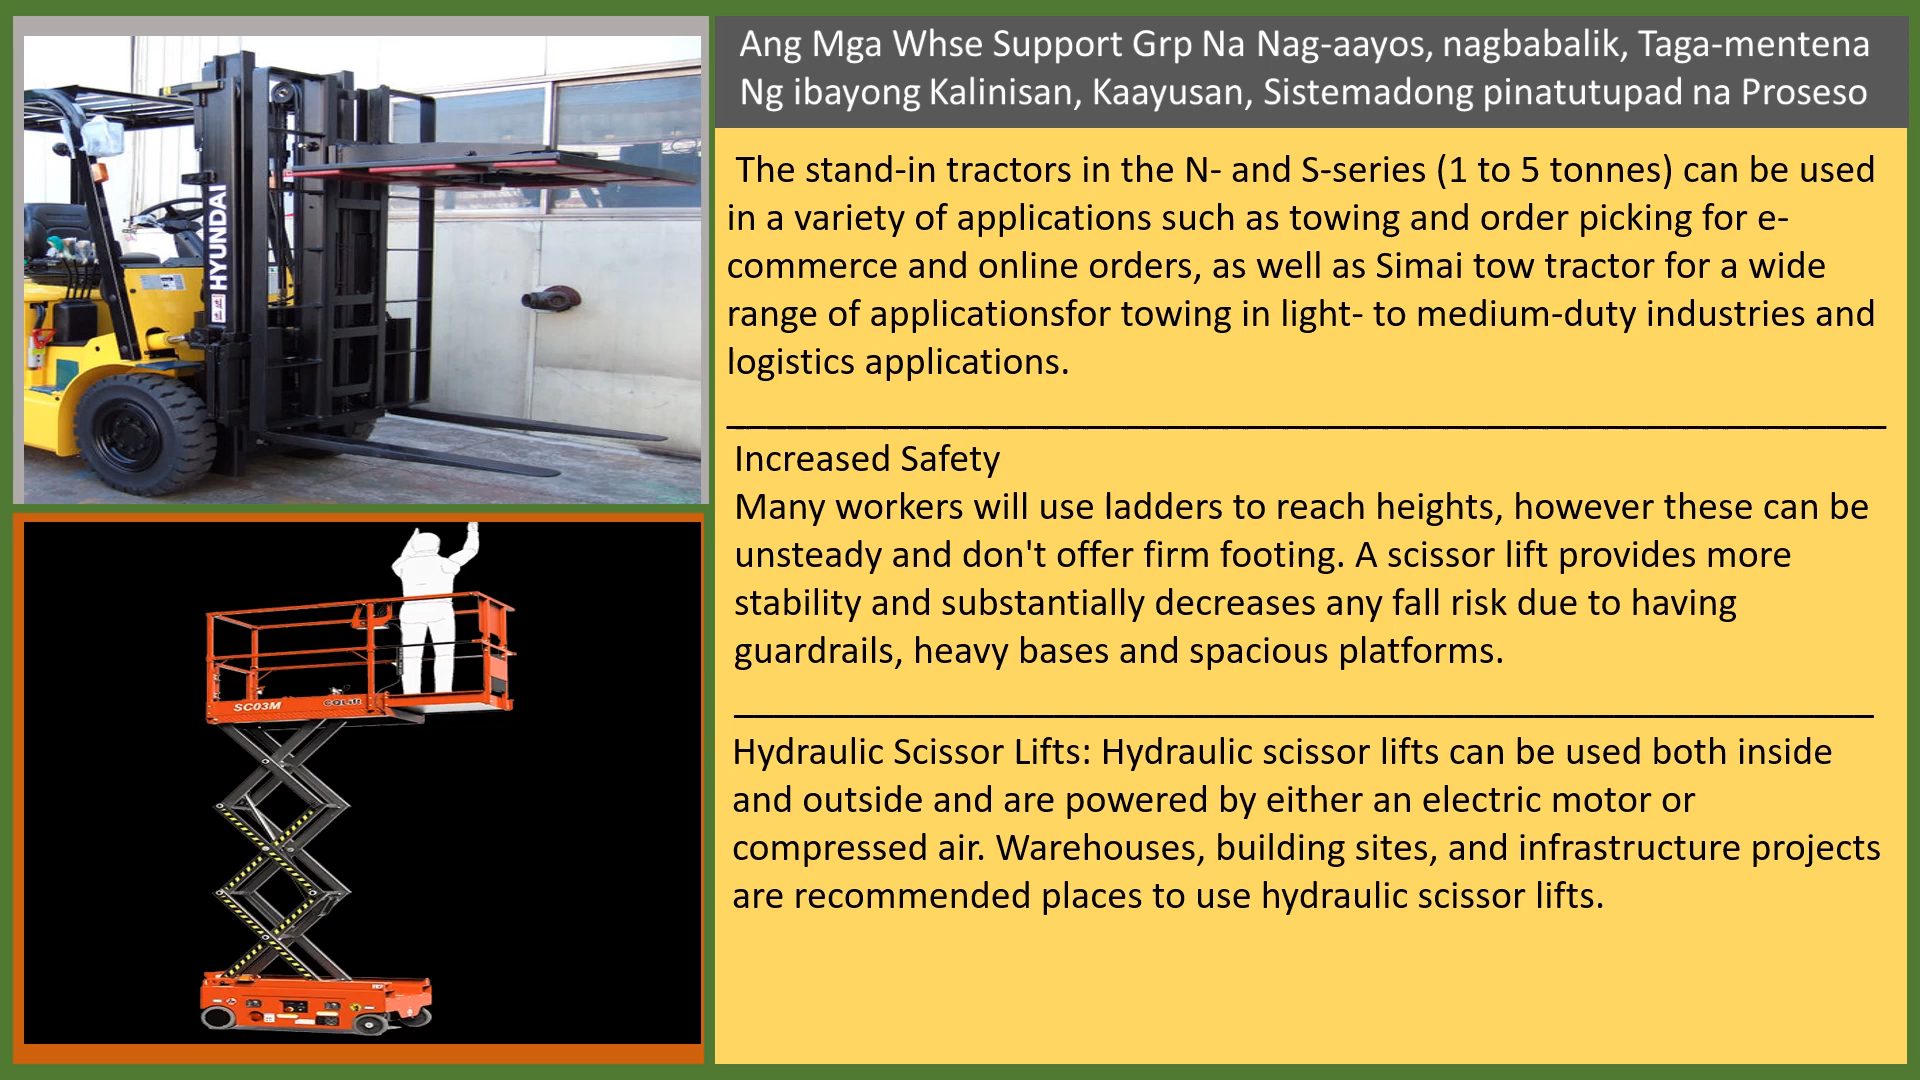 Ang Mga Whse Support Grp Na Nag-aayos, nagbabalik, Taga-mentena
Ng ibayong Kalinisan, Kaayusan, Sistemadong pinatutupad na Proseso
The stand-in tractors in the N- and S-series (1 to 5 tonnes) can be used
in a variety of applications such as towing and order picking for e-
commerce and online orders, as well as Simai tow tractor for a wide
range of applicationsfor towing in light- to medium-duty industries and
logistics applications.
Increased Safety
Many workers will use ladders to reach heights, however these can be
unsteady and don't offer firm footing. A scissor lift provides more
stability and substantially decreases any fall risk due to having
guardrails, heavy bases and spacious platforms.
Hydraulic Scissor Lifts: Hydraulic scissor lifts can be used both inside
and outside and are powered by either an electric motor or
compressed air. Warehouses, building sites, and infrastructure projects
are recommended places to use hydraulic scissor lifts.
HYUNDAI
SC03M
CQLift